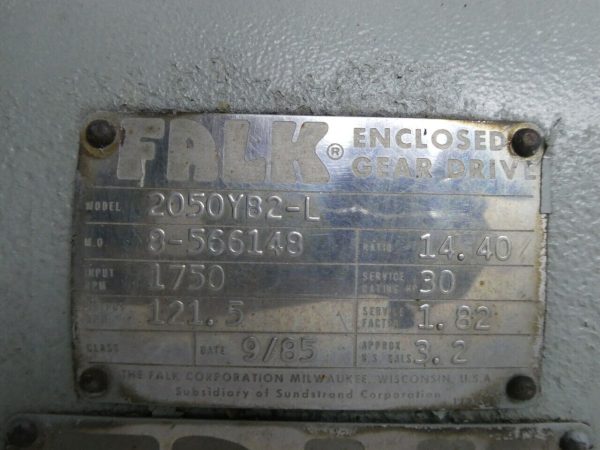 FALK® ENCLOSED
GEAR DRIVE
MODEL 2050YB2-L
M.O. 8-566148 RATIO 14.40
INPUT RPM 1750 SERVICE RATING HP 30
121.5 SERVICE FACTOR 1.82
CLASS DATE 9/85 APPROX U.S. GALS 3.2
THE FALK CORPORATION MILWAUKEE, WISCONSIN, U.S.A.
Subsidiary of Sundstrand Corporation